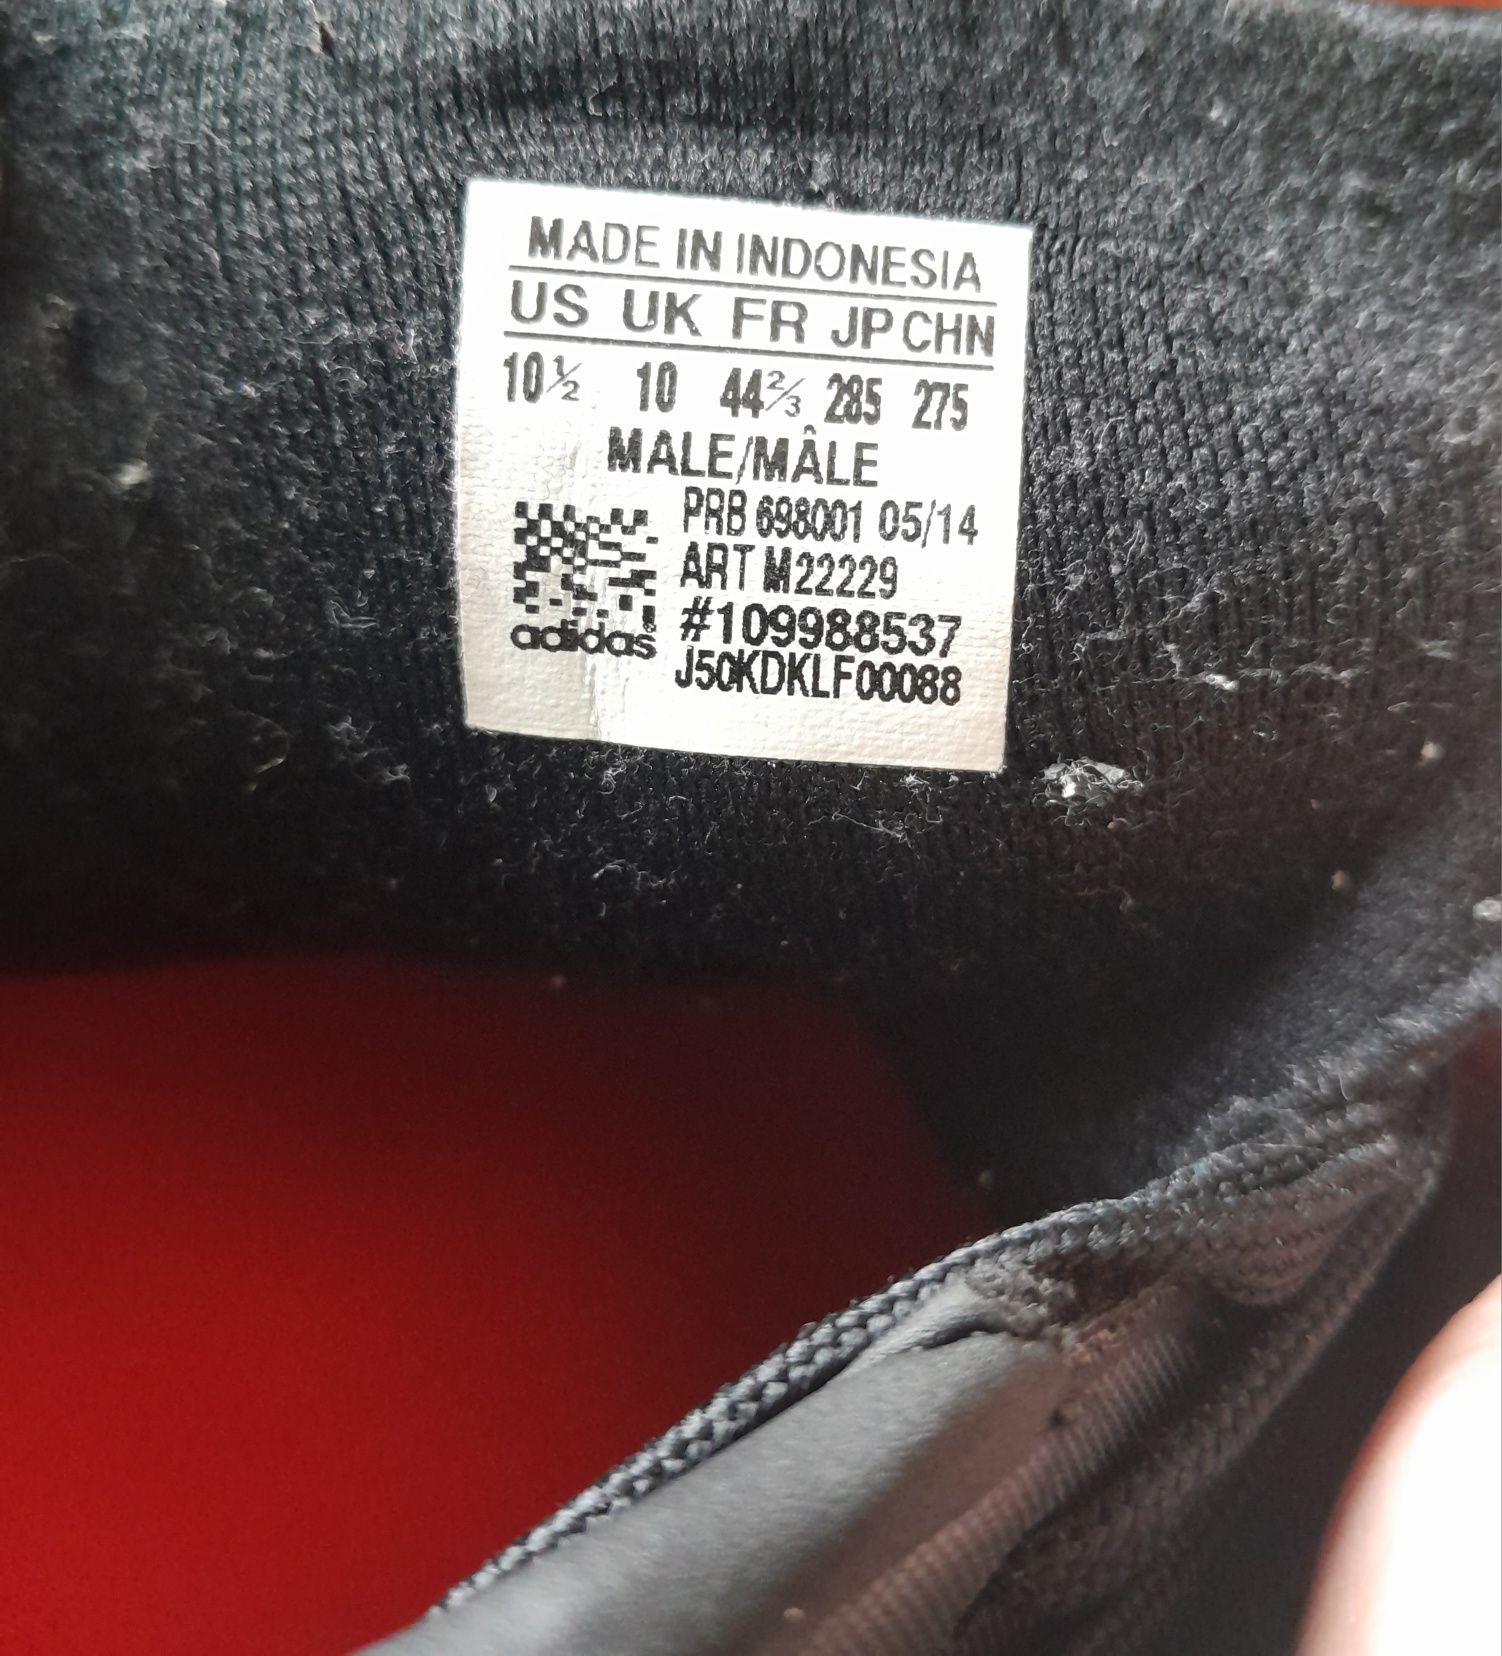 MADE IN INDONESIA
US UK FR JP CHN
10½ 10 44⅔ 285 275
MALE/MÂLE
PRB 698001 05/14
ART M22229
#109988537
adidas
J50KDKLF00088